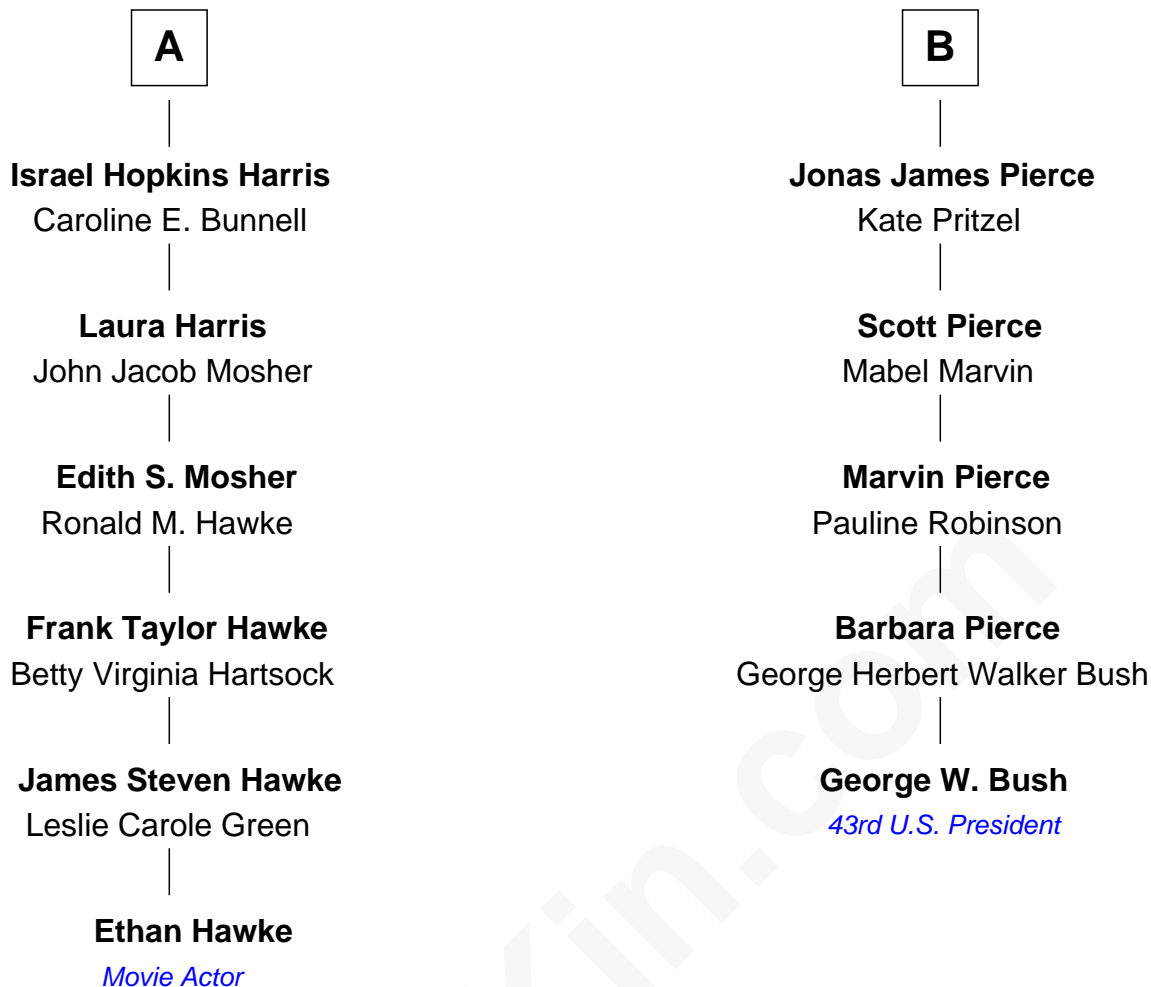 A
Israel Hopkins Harris
Caroline E. Bunnell
Laura Harris
John Jacob Mosher
Edith S. Mosher
Ronald M. Hawke
Frank Taylor Hawke
Betty Virginia Hartsock
James Steven Hawke
Leslie Carole Green
Ethan Hawke
Movie Actor
B
Jonas James Pierce
Kate Pritzel
Scott Pierce
Mabel Marvin
Marvin Pierce
Pauline Robinson
Barbara Pierce
George Herbert Walker Bush
George W. Bush
43rd U.S. President